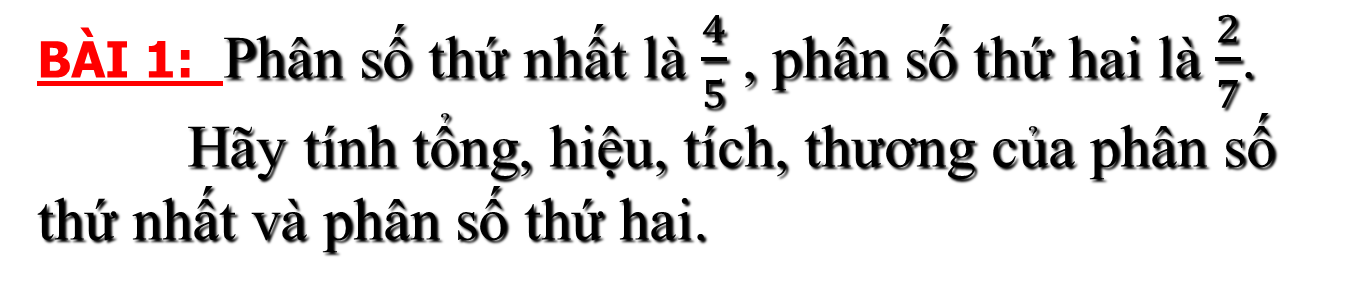 BÀI 1: Phân số thứ nhất là 4/5 , phân số thứ hai là 2/7.
Hãy tính tổng, hiệu, tích, thương của phân số
thứ nhất và phân số thứ hai.